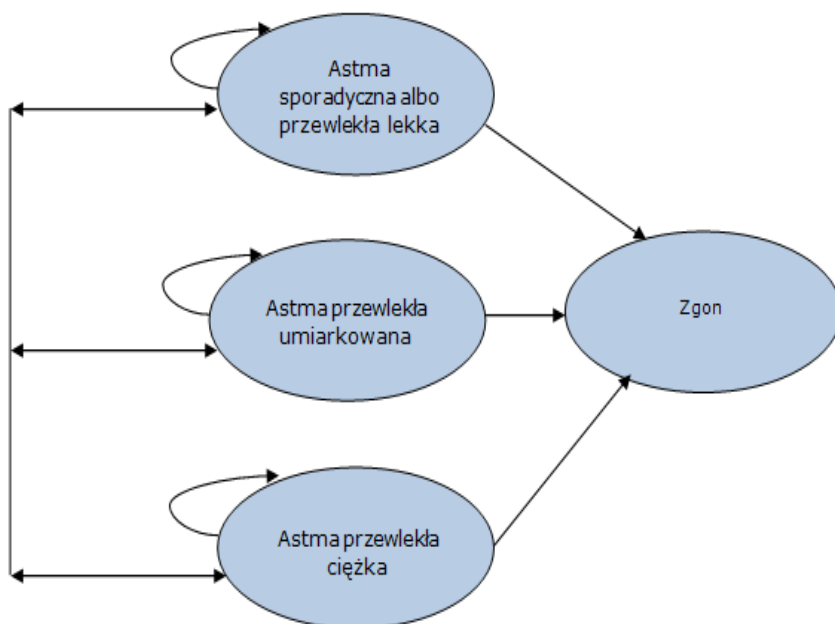 Astma
sporadyczna albo
przewlekła lekka
Astma przewlekła
umiarkowana
Zgon
Astma przewlekła
ciężka